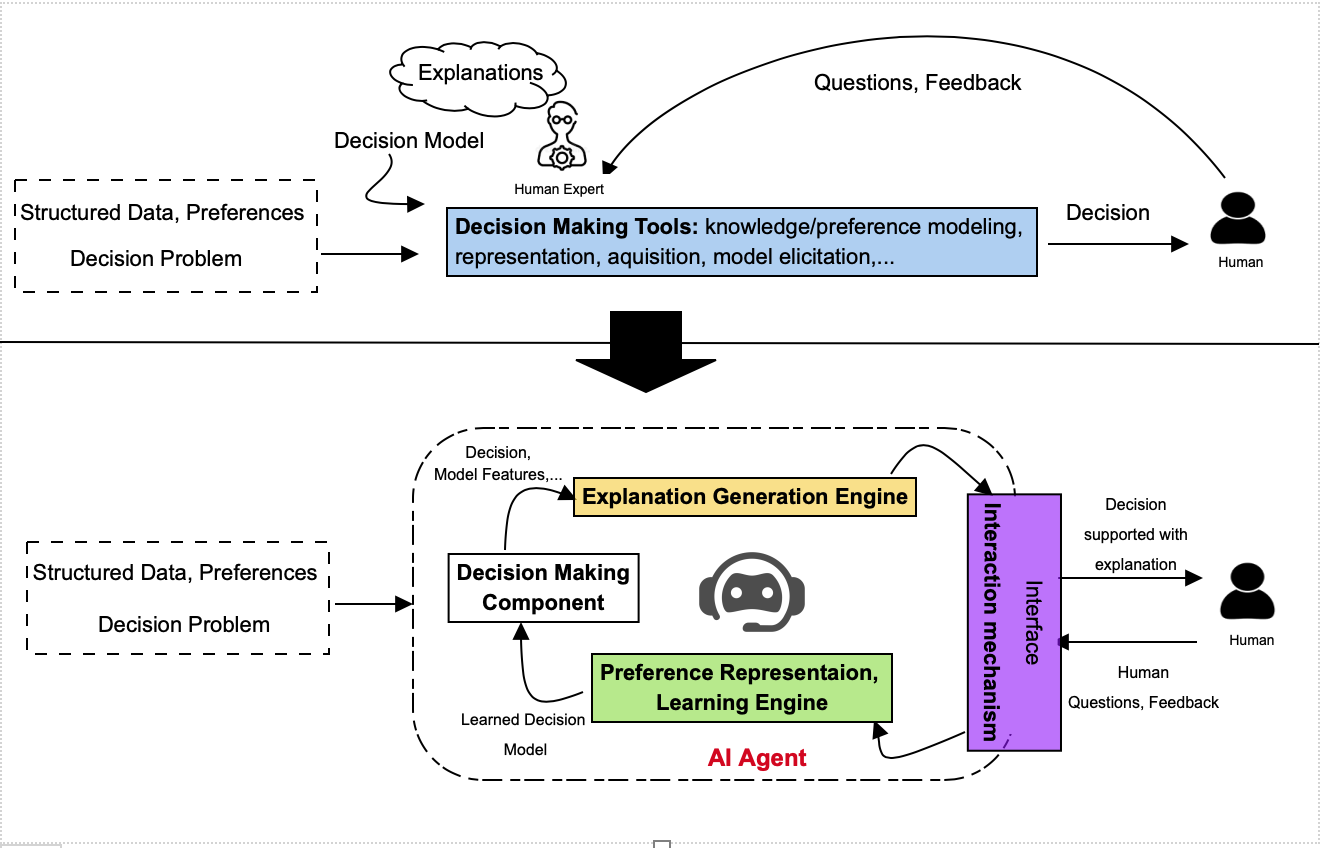 Explanations
Questions, Feedback
Decision Model
Human Expert
Structured Data, Preferences
Decision Problem
Decision Making Tools: knowledge/preference modeling,
representation, aquisition, model elicitation,...
Decision
Human
Decision,
Model Features,...
Explanation Generation Engine
Structured Data, Preferences
Decision Problem
Decision Making
Component
Interaction mechanism
Interface
Decision
supported with
explanation
Human
Human
Questions, Feedback
Preference Representaion,
Learning Engine
Learned Decision
Model
AI Agent